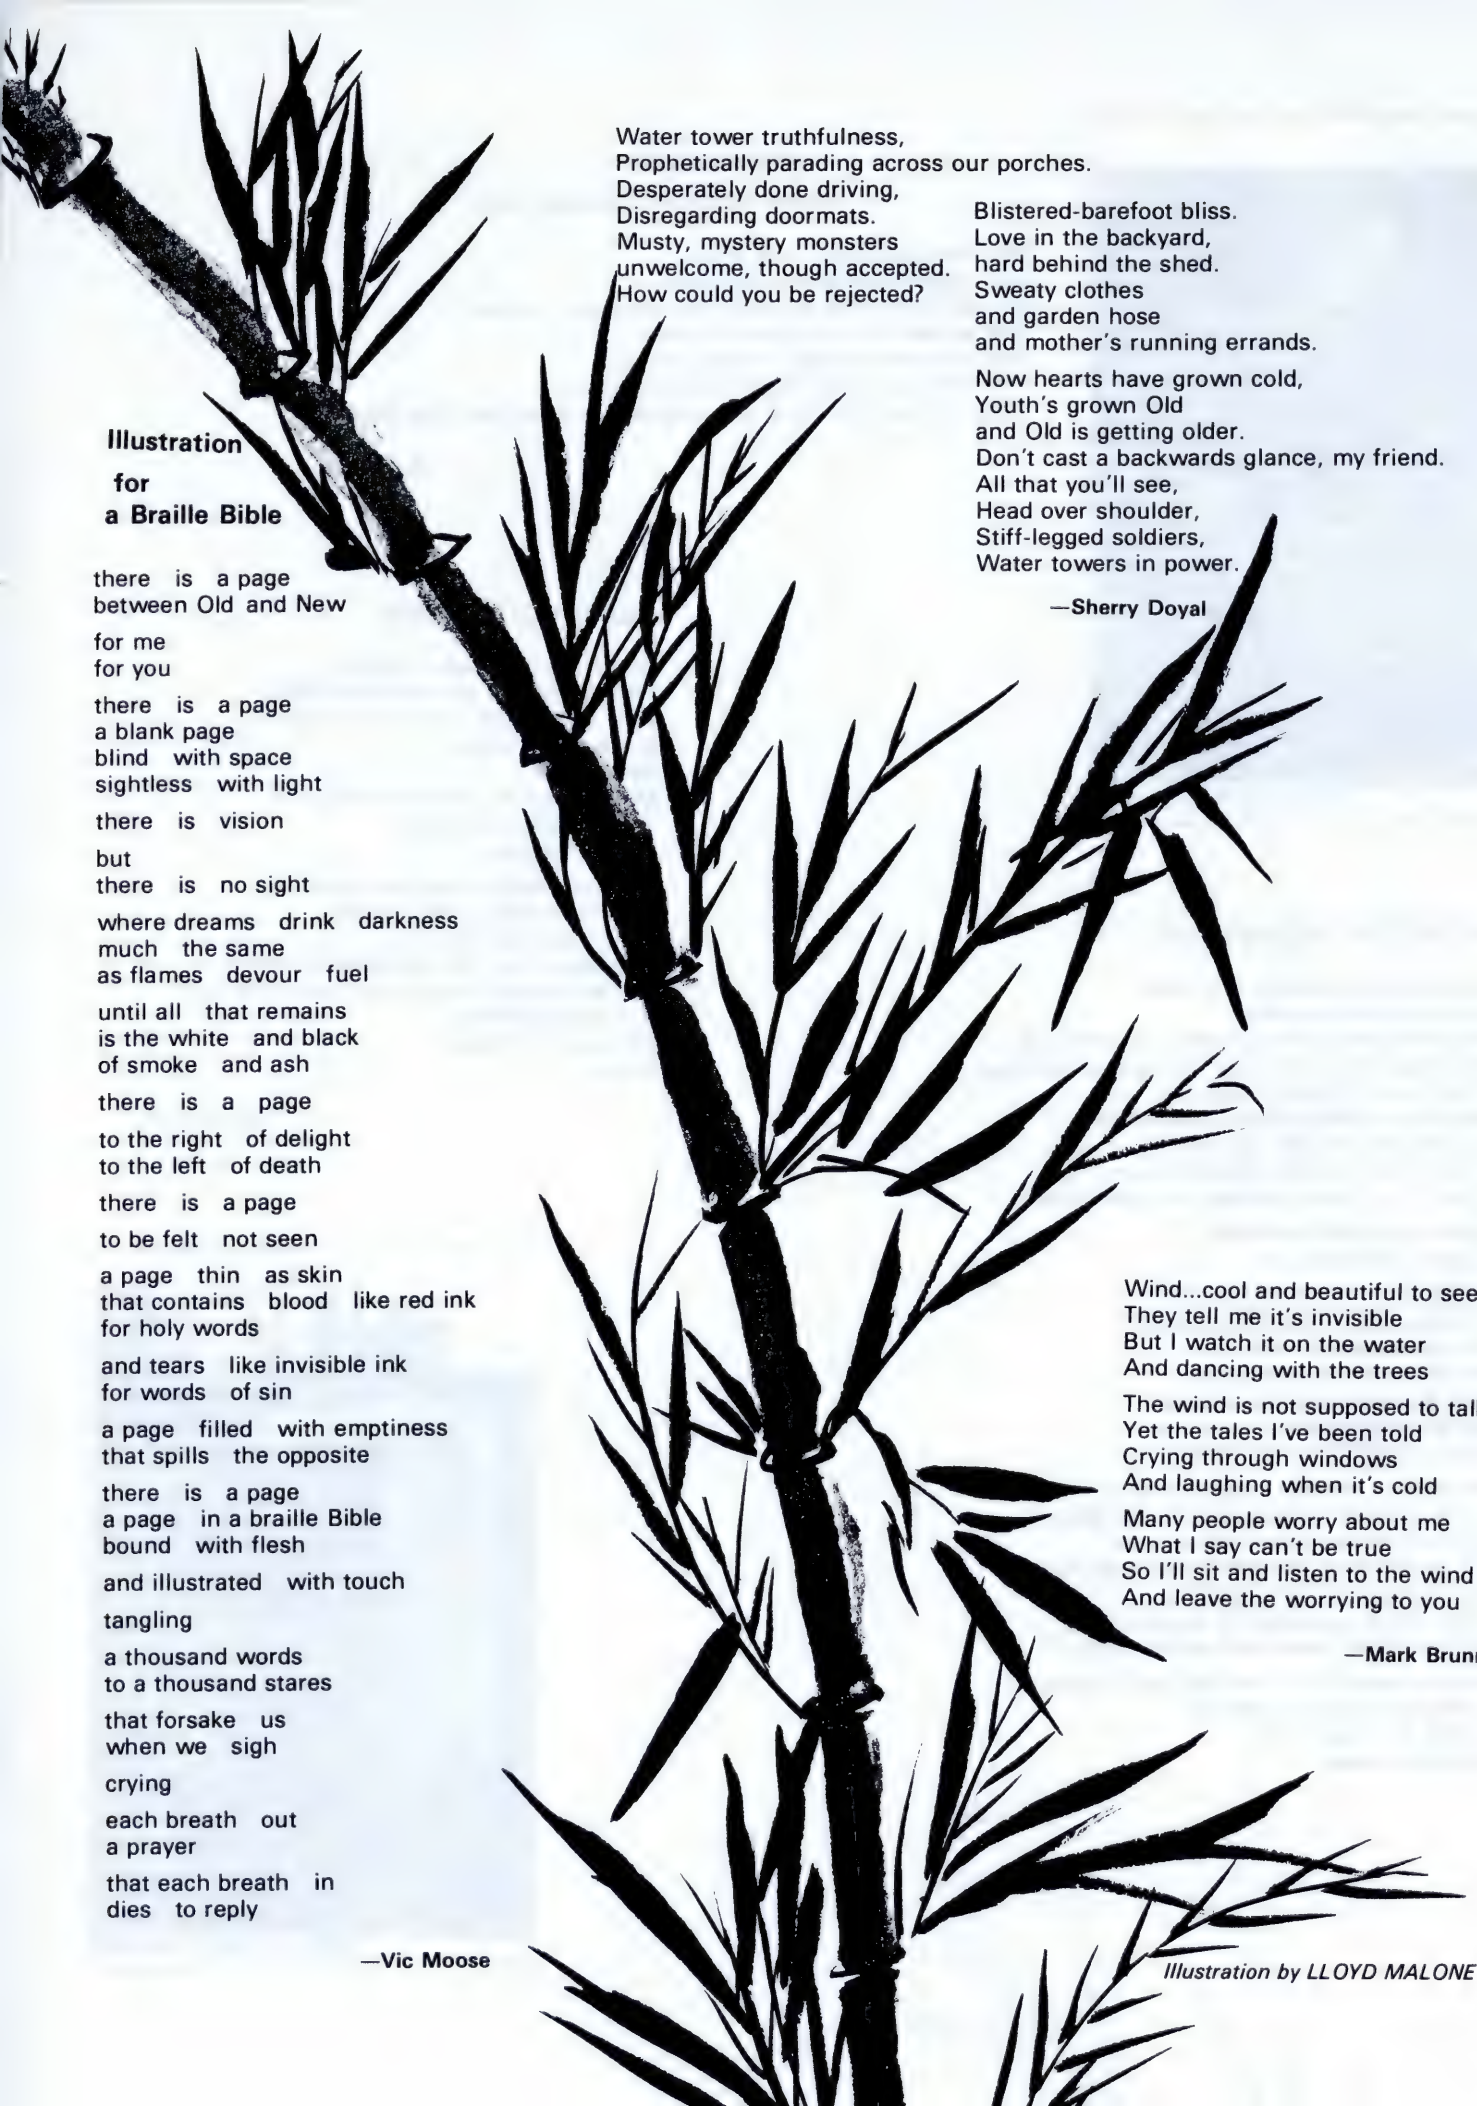 Water tower truthfulness,
Prophetically parading across our porches.
Desperately done driving,
Disregarding doormats.
Musty, mystery monsters
unwelcome, though accepted.
How could you be rejected?
Blistered-barefoot bliss.
Love in the backyard,
hard behind the shed.
Sweaty clothes
and garden hose
and mother's running errands.
Now hearts have grown cold,
Youth's grown Old
and Old is getting older.
Don't cast a backwards glance, my friend.
All that you'll see,
Head over shoulder,
Stiff-legged soldiers,
Water towers in power.
—Sherry Doyal
Illustration
for
a Braille Bible
there is a page
between Old and New
for me
for you
there is a page
a blank page
blind with space
sightless with light
there is vision
but
there is no sight
where dreams drink darkness
much the same
as flames devour fuel
until all that remains
is the white and black
of smoke and ash
there is a page
to the right of delight
to the left of death
there is a page
to be felt not seen
a page thin as skin
that contains blood like red ink
for holy words
and tears like invisible ink
for words of sin
a page filled with emptiness
that spills the opposite
there is a page
a page in a braille Bible
bound with flesh
and illustrated with touch
tangling
a thousand words
to a thousand stares
that forsake us
when we sigh
crying
each breath out
a prayer
that each breath in
dies to reply
—Vic Moose
Wind...cool and beautiful to see
They tell me it's invisible
But I watch it on the water
And dancing with the trees
The wind is not supposed to
Yet the tales I've been told
Crying through windows
And laughing when it's cold
Many people worry about me
What I say can't be true
So I'll sit and listen to the wind
And leave the worrying to you
—Mark
Illustration by LLOYD MALONE